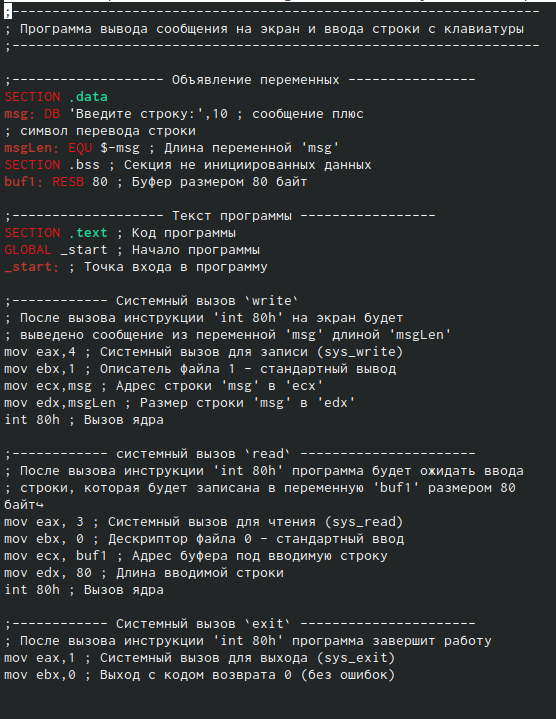 ;--------------------------------------------------------------------
; Программа вывода сообщения на экран и ввода строки с клавиатуры
;--------------------------------------------------------------------
;------------------- Объявление переменных ----------------
SECTION .data
msg: DB 'Введите строку:',10 ; сообщение плюс
; символ перевода строки
msgLen: EQU $-msg ; Длина переменной 'msg'
SECTION .bss ; Секция не инициированных данных
buf1: RESB 80 ; Буфер размером 80 байт
;------------------- Текст программы -----------------
SECTION .text ; Код программы
GLOBAL _start ; Начало программы
_start: ; Точка входа в программу
;------------ Системный вызов `write`
; После вызова инструкции 'int 80h' на экран будет
; выведено сообщение из переменной 'msg' длиной 'msgLen'
mov eax,4 ; Системный вызов для записи (sys_write)
mov ebx,1 ; Описатель файла 1 - стандартный вывод
mov ecx,msg ; Адрес строки 'msg' в 'ecx'
mov edx,msgLen ; Размер строки 'msg' в 'edx'
int 80h ; Вызов ядра
;------------ системный вызов `read` ----------------------
; После вызова инструкции 'int 80h' программа будет ожидать ввода
; строки, которая будет записана в переменную 'buf1' размером 80
байт↪
mov eax, 3 ; Системный вызов для чтения (sys_read)
mov ebx, 0 ; Дескриптор файла 0 - стандартный ввод
mov ecx, buf1 ; Адрес буфера под вводимую строку
mov edx, 80 ; Длина вводимой строки
int 80h ; Вызов ядра
;------------ Системный вызов `exit` ----------------------
; После вызова инструкции 'int 80h' программа завершит работу
mov eax,1 ; Системный вызов для выхода (sys_exit)
mov ebx,0 ; Выход с кодом возврата 0 (без ошибок)